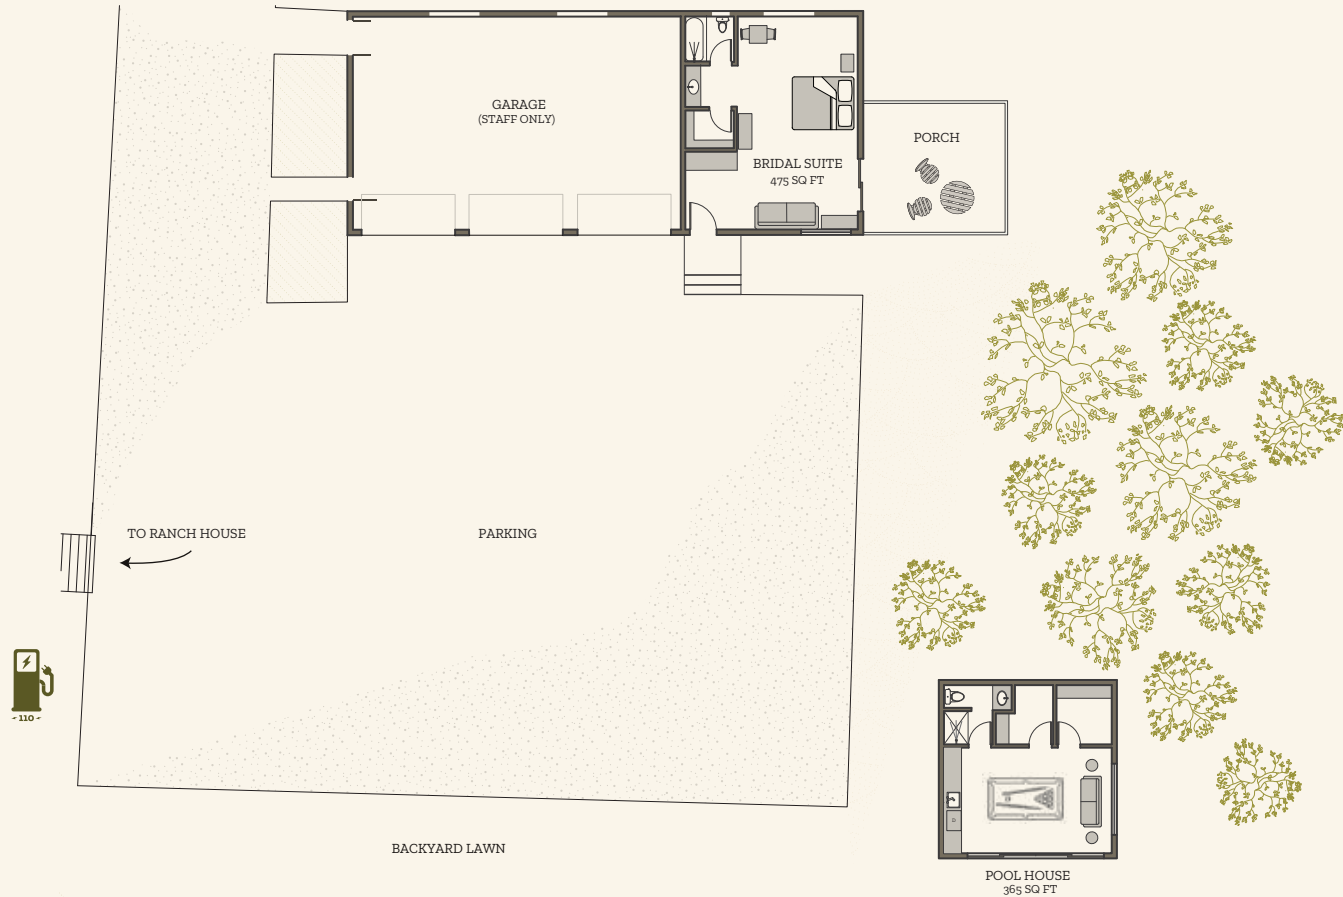 GARAGE
(STAFF ONLY)
PORCH
BRIDAL SUITE
475 SQ FT
TO RANCH HOUSE
PARKING
- 110 -
BACKYARD LAWN
POOL HOUSE
365 SQ FT